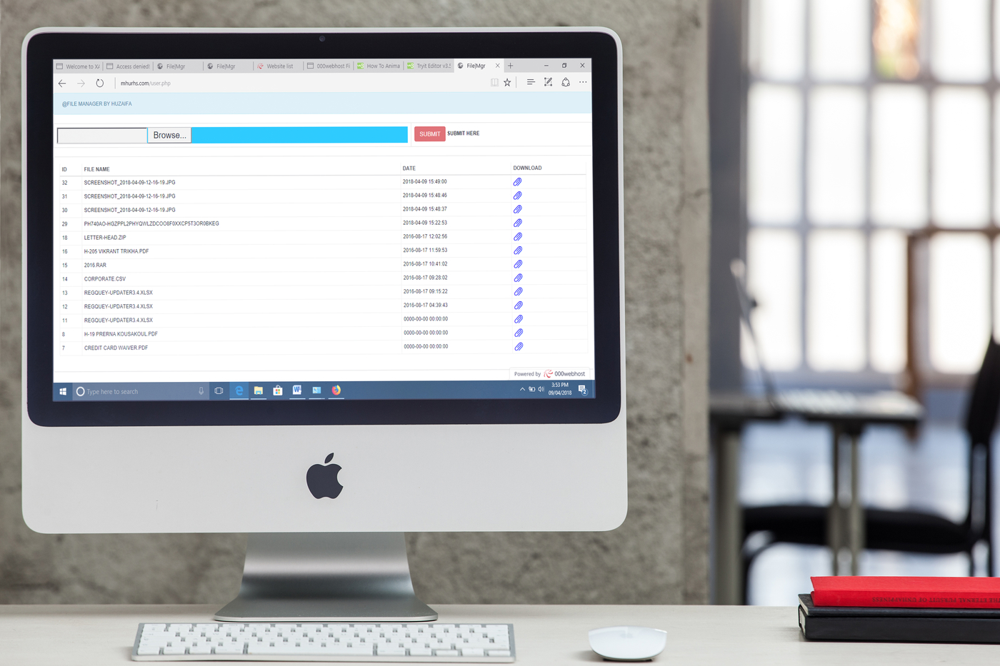 Welcome to XA Access denied! File|Mgr File|Mgr Website list 000webhost Fi How To Anima Tryit Editor v3.5 File|Mgr
mhurhs.com/user.php
@FILE MANAGER BY HUZAIFA
Browse... SUBMIT SUBMIT HERE
ID FILE NAME DATE DOWNLOAD
32 SCREENSHOT_2018-04-09-12-16-19.JPG 2018-04-09 15:49:00
31 SCREENSHOT_2018-04-09-12-16-19.JPG 2018-04-09 15:48:46
30 SCREENSHOT_2018-04-09-12-16-19.JPG 2018-04-09 15:48:37
29 PH740AO-HGZPPL2PHYQWLZDCOO8F0XXCP5T3OR0BKEG 2018-04-09 15:22:53
18 LETTER-HEAD.ZIP 2016-08-17 12:02:56
16 H-205 VIKRANT TRIKHA.PDF 2016-08-17 11:59:53
15 2016.RAR 2016-08-17 10:41:02
14 CORPORATE.CSV 2016-08-17 09:28:02
13 REGQUEY-UPDATER3.4.XLSX 2016-08-17 09:15:22
12 REGQUEY-UPDATER3.4.XLSX 2016-08-17 04:39:43
11 REGQUEY-UPDATER3.4.XLSX 0000-00-00 00:00:00
8 H-19 PRERNA KOUSAKOUL.PDF 0000-00-00 00:00:00
7 CREDIT CARD WAIVER.PDF 0000-00-00 00:00:00
Powered by 000webhost
Type here to search 3:53 PM
09/04/2018 2
THE ETERNAL PURSUIT OF UNHAPPINESS